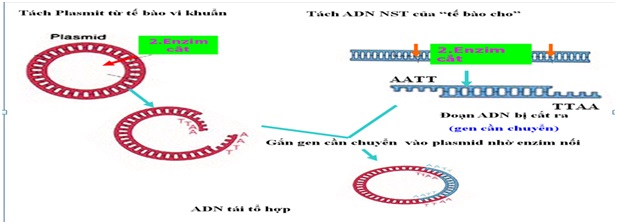 Tách Plasmit từ tế bào vi khuẩn
Tách ADN NST của “tế bào cho”
Plasmid
2.Enzim
cắt
2.Enzim
cắt
AATT
TTAA
Đoạn ADN bị cắt ra
(gen cần chuyển)
Gắn gen cần chuyển vào plasmid nhờ enzim nối
ADN tái tổ hợp